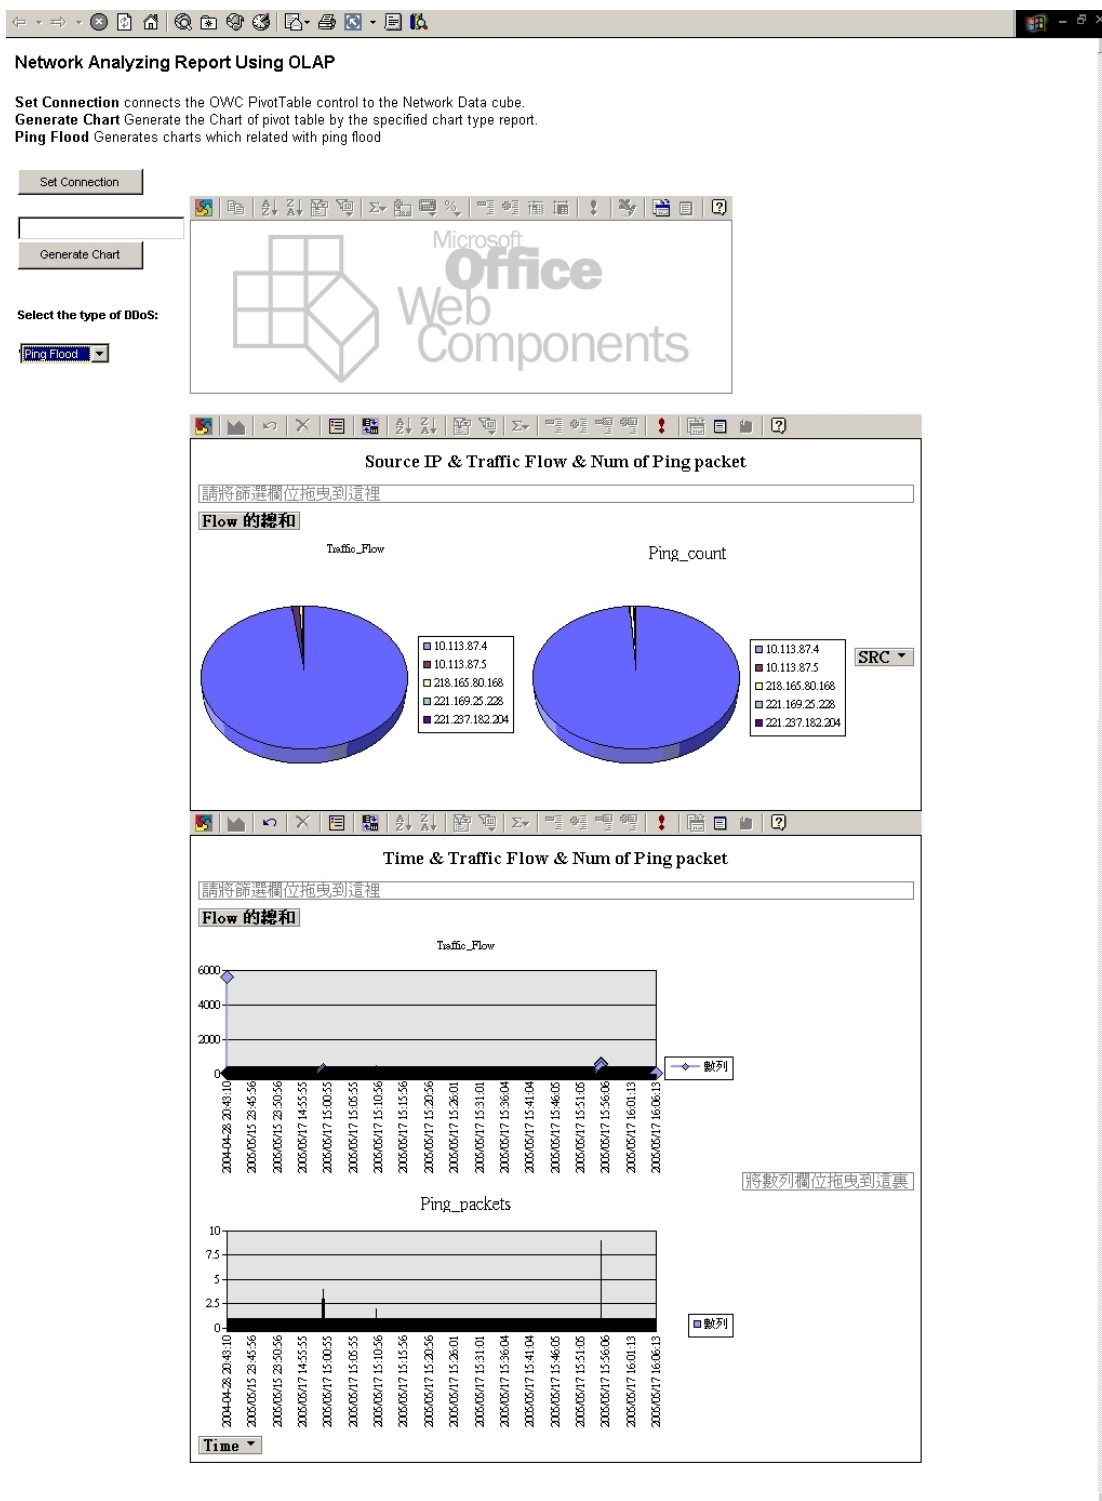 Network Analyzing Report Using OLAP
Set Connection connects the OWC PivotTable control to the Network Data cube.
Generate Chart Generate the Chart of pivot table by the specified chart type report.
Ping Flood Generates charts which related with ping flood
Set Connection
Generate Chart
Select the type of DDoS:
Ping Flood
Microsoft
Office
Web
Components
Source IP & Traffic Flow & Num of Ping packet
請將篩選欄位拖曳到這裡
Flow 的總和
Traffic_Flow
10.113.87.4
10.113.87.5
218.165.80.168
221.169.25.228
221.237.182.204
Ping_count
10.113.87.4
10.113.87.5
218.165.80.168
221.169.25.228
221.237.182.204
SRC
Time & Traffic Flow & Num of Ping packet
請將篩選欄位拖曳到這裡
Flow 的總和
Traffic_Flow
6000
4000
2000
0
2004-04-28 20:43:10
2005/05/15 23:45:56
2005/05/15 23:50:56
2005/05/17 14:55:55
2005/05/17 15:00:55
2005/05/17 15:05:55
2005/05/17 15:10:56
2005/05/17 15:15:56
2005/05/17 15:20:56
2005/05/17 15:26:01
2005/05/17 15:31:01
2005/05/17 15:36:04
2005/05/17 15:41:04
2005/05/17 15:46:05
2005/05/17 15:51:05
2005/05/17 15:56:06
2005/05/17 16:01:13
2005/05/17 16:06:13
數列
將數列欄位拖曳到這裏
Ping_packets
10
7.5
5
2.5
0
2004-04-28 20:43:10
2005/05/15 23:45:56
2005/05/15 23:50:56
2005/05/17 14:55:55
2005/05/17 15:00:55
2005/05/17 15:05:55
2005/05/17 15:10:56
2005/05/17 15:15:56
2005/05/17 15:20:56
2005/05/17 15:26:01
2005/05/17 15:31:01
2005/05/17 15:36:04
2005/05/17 15:41:04
2005/05/17 15:46:05
2005/05/17 15:51:05
2005/05/17 15:56:06
2005/05/17 16:01:13
2005/05/17 16:06:13
數列
Time